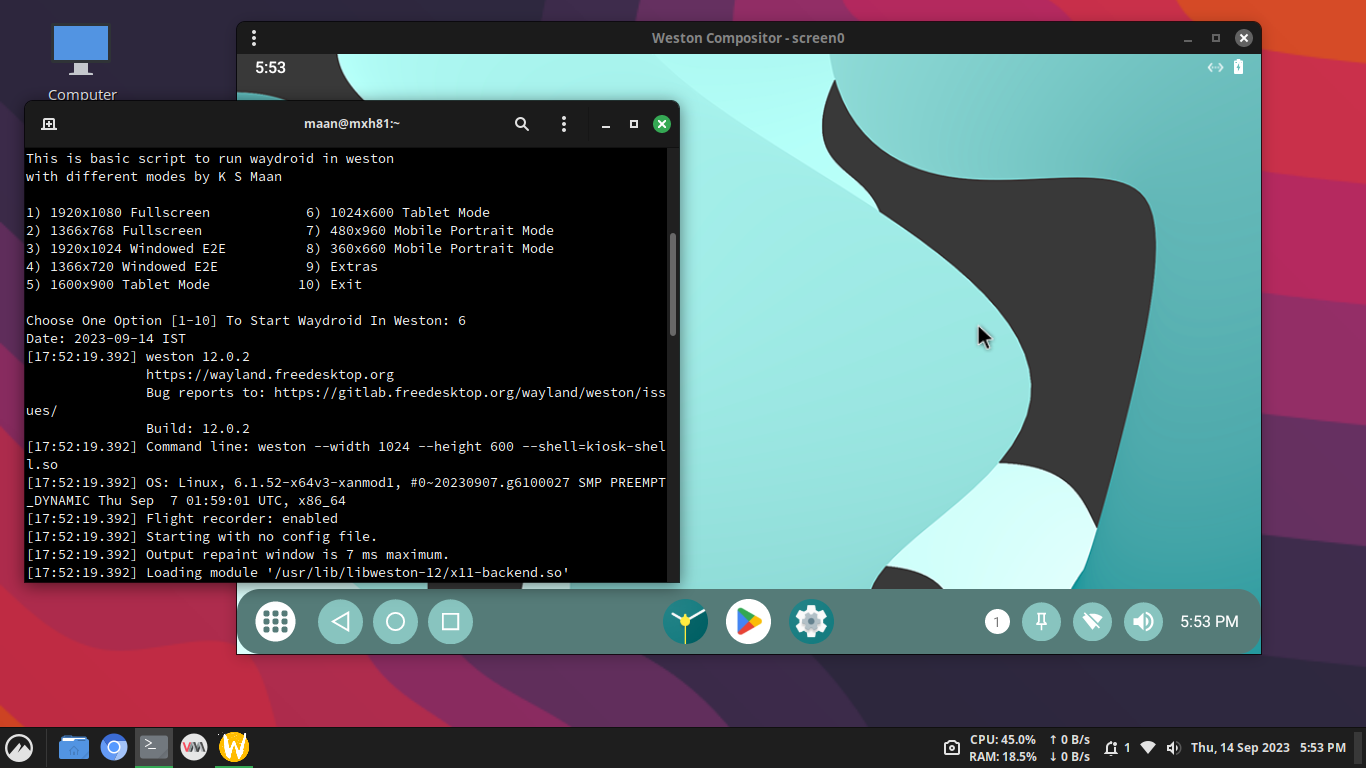 Computer
Weston Compositor - screen0
5:53
maan@mxh81:~
This is basic script to run waydroid in weston
with different modes by K S Maan
1) 1920x1080 Fullscreen 6) 1024x600 Tablet Mode
2) 1366x768 Fullscreen 7) 480x960 Mobile Portrait Mode
3) 1920x1024 Windowed E2E 8) 360x660 Mobile Portrait Mode
4) 1366x720 Windowed E2E 9) Extras
5) 1600x900 Tablet Mode 10) Exit
Choose One Option [1-10] To Start Waydroid In Weston: 6
Date: 2023-09-14 IST
[17:52:19.392] weston 12.0.2
https://wayland.freedesktop.org
Bug reports to: https://gitlab.freedesktop.org/wayland/weston/iss
ues/
Build: 12.0.2
[17:52:19.392] Command line: weston --width 1024 --height 600 --shell=kiosk-shel
l.so
[17:52:19.392] OS: Linux, 6.1.52-x64v3-xanmod1, #0~20230907.g6100027 SMP PREEMPT
_DYNAMIC Thu Sep  7 01:59:01 UTC, x86_64
[17:52:19.392] Flight recorder: enabled
[17:52:19.392] Starting with no config file.
[17:52:19.392] Output repaint window is 7 ms maximum.
[17:52:19.392] Loading module '/usr/lib/libweston-12/x11-backend.so'
1
5:53 PM
>_
VM
W
CPU: 45.0% ↑ 0 B/s
RAM: 18.5% ↓ 0 B/s
1
Thu, 14 Sep 2023 5:53 PM